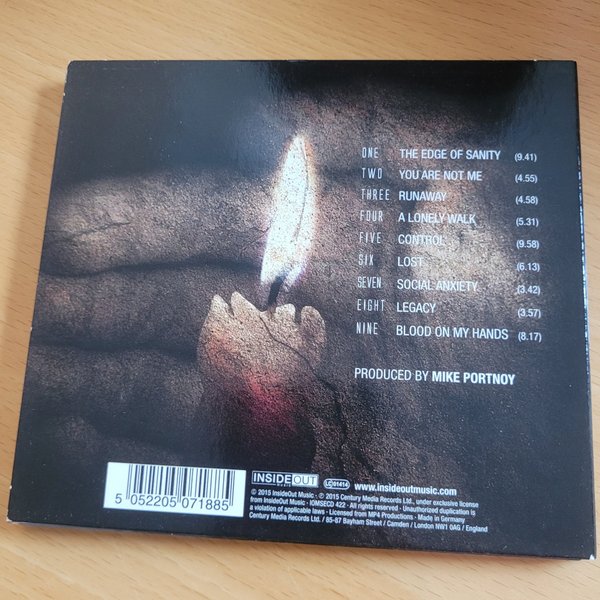 ONE THE EDGE OF SANITY (9.41)
TWO YOU ARE NOT ME (4.55)
THREE RUNAWAY (4.58)
FOUR A LONELY WALK (5.31)
FIVE CONTROL (9.58)
SIX LOST (6.13)
SEVEN SOCIAL ANXIETY (3.42)
EIGHT LEGACY (3.57)
NINE BLOOD ON MY HANDS (8.17)
PRODUCED BY MIKE PORTNOY
5 052205 071885
INSIDEOUT
LC 01414
www.insideoutmusic.com
© 2015 InsideOut Music · ℗ 2015 Century Media Records Ltd., under exclusive license
from InsideOut Music · IOMSECD 422 · All rights reserved · Unauthorized duplication is
a violation of applicable laws · Licensed from MP4 Productions · Made in Germany
Century Media Records Ltd. / 85-87 Bayham Street / Camden / London NW1 0AG / England